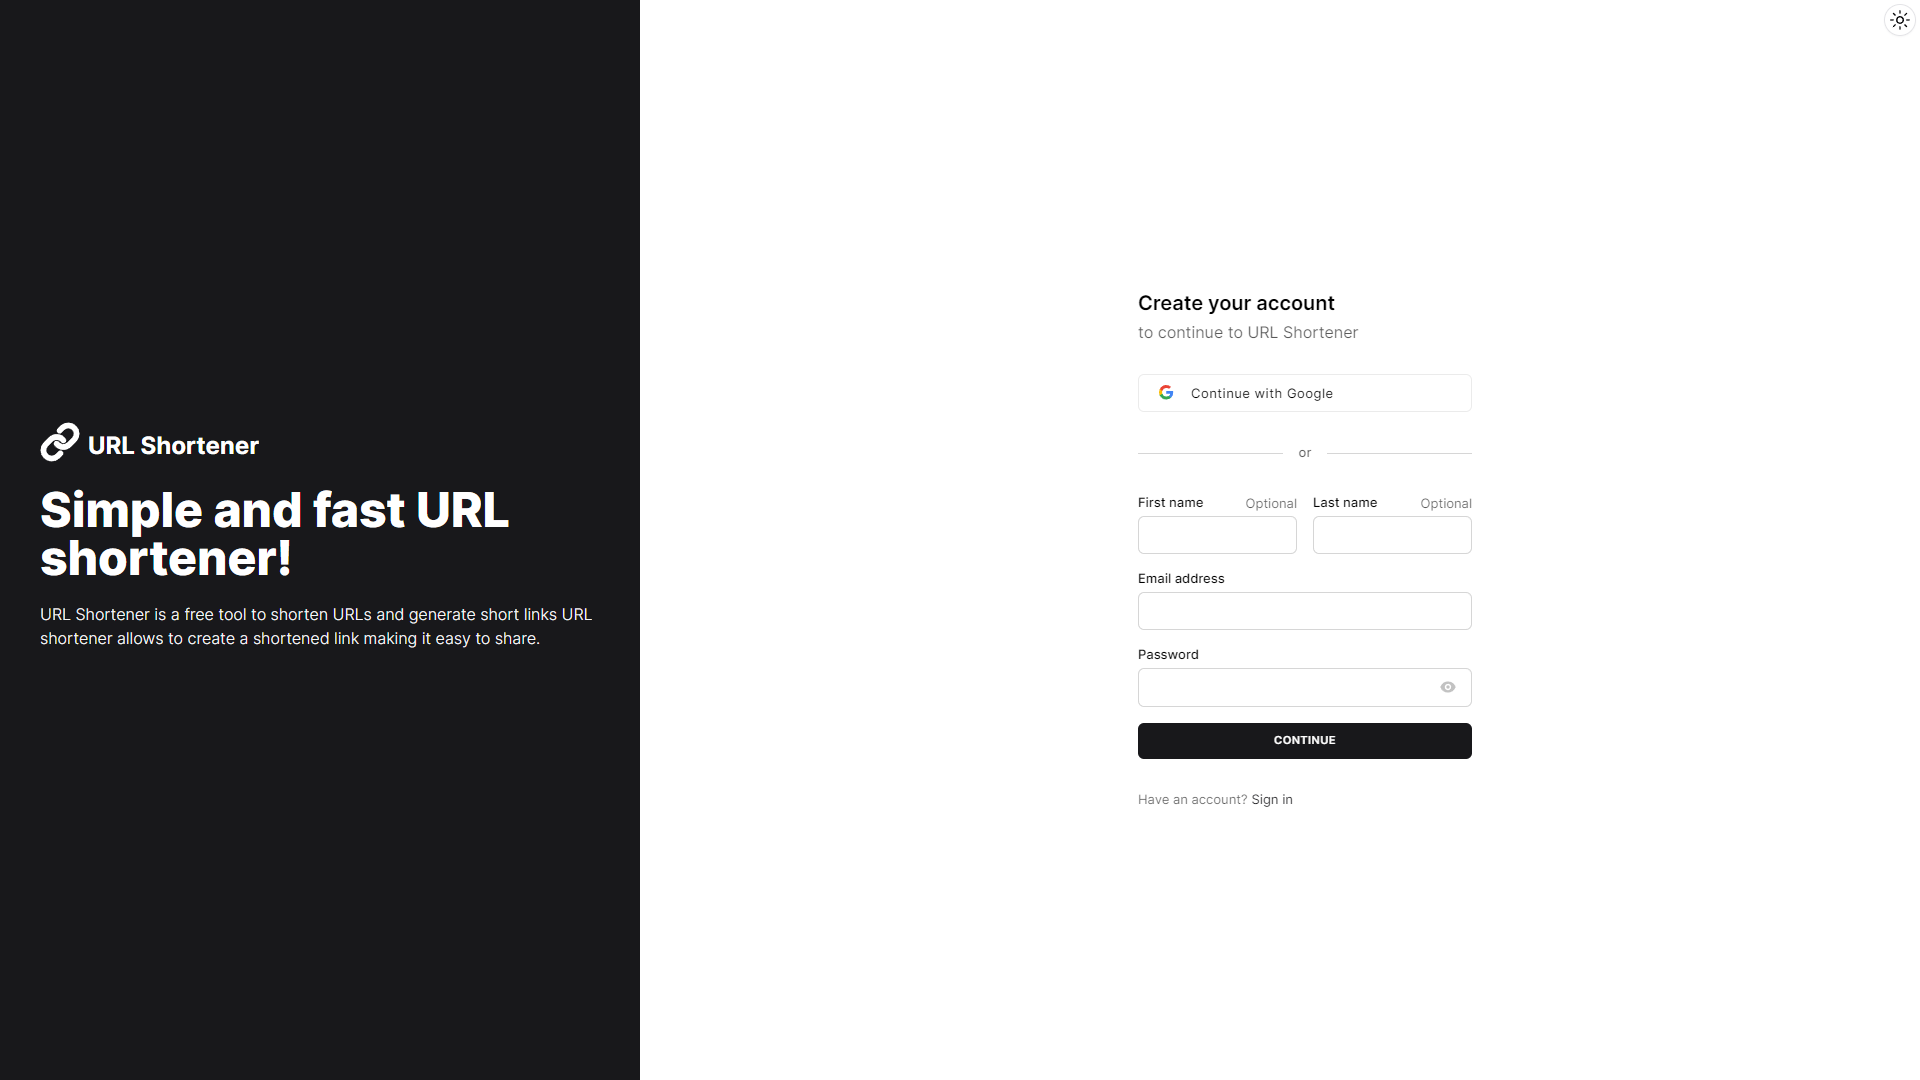 URL Shortener
Simple and fast URL
shortener!
URL Shortener is a free tool to shorten URLs and generate short links URL
shortener allows to create a shortened link making it easy to share.
Create your account
to continue to URL Shortener
Continue with Google
or
First name Optional Last name Optional
Email address
Password
CONTINUE
Have an account? Sign in